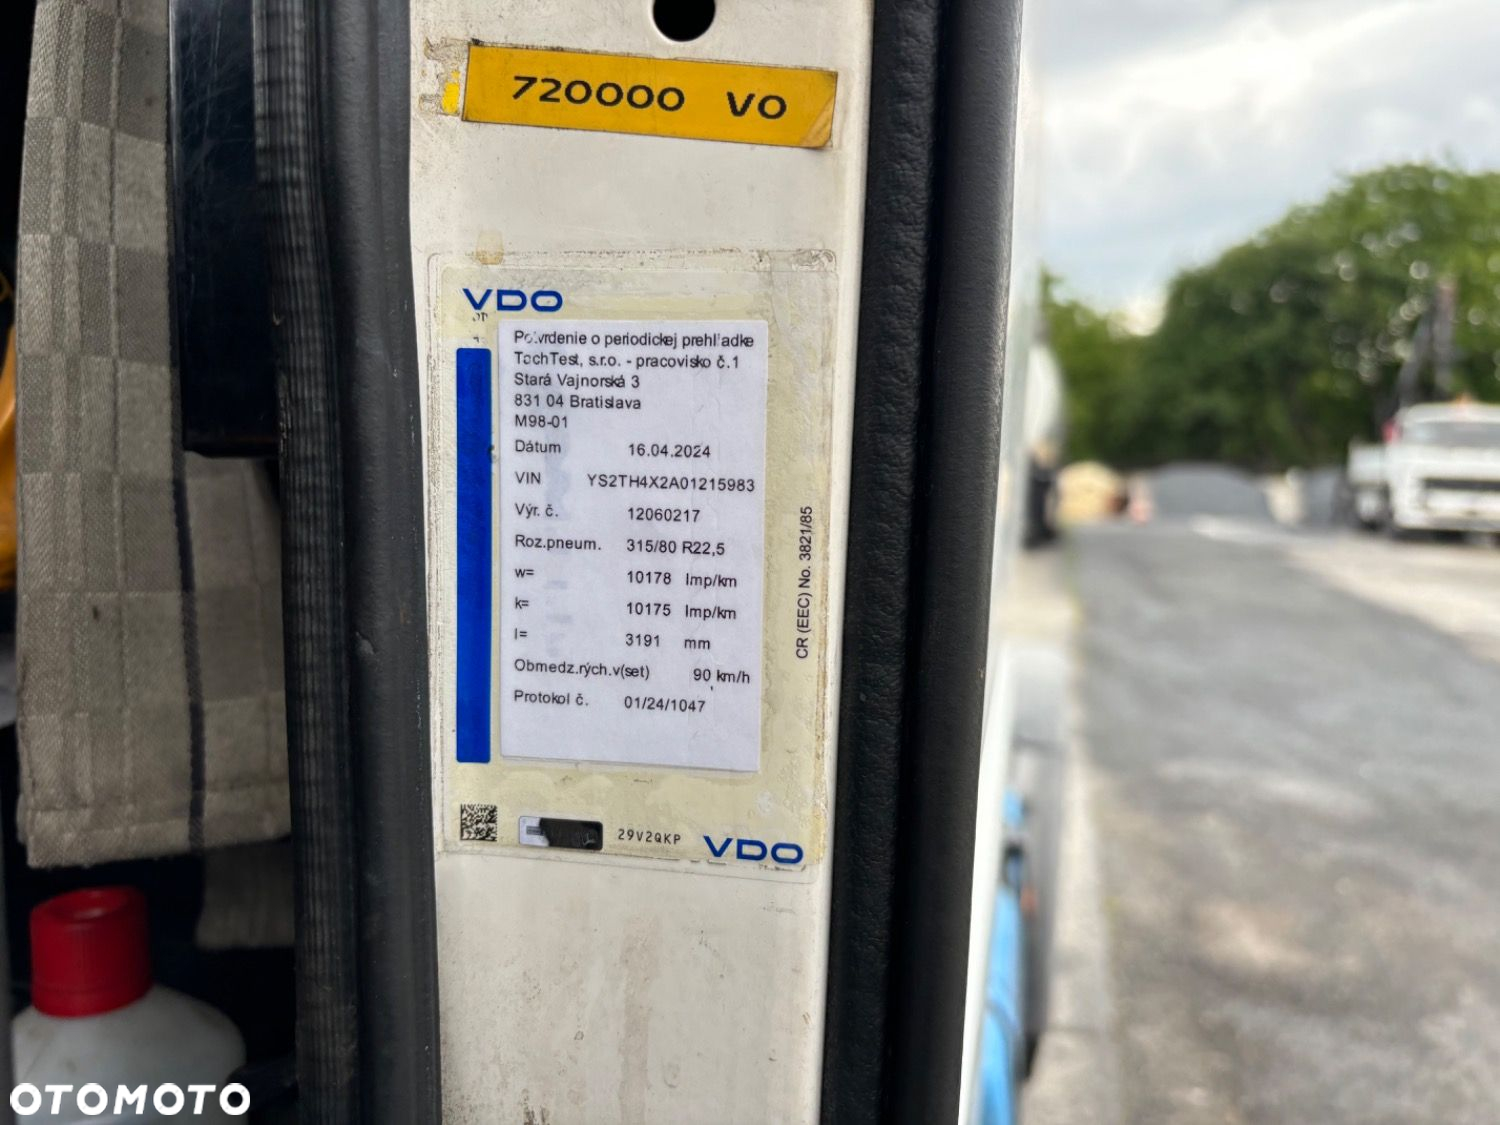 720000 VO
VDO
Potvrdenie o periodickej prehliadke
TachTest, s.r.o. - pracovisko č.1
Stará Vajnorská 3
831 04 Bratislava
M98-01
Dátum 16.04.2024
VIN YS2TH4X2A01215983
Výr. č. 12060217
Roz.pneum. 315/80 R22,5
w= 10178 Imp/km
k= 10175 Imp/km
l= 3191 mm
Obmedz.rých.v(set) 90 km/h
Protokol č. 01/24/1047
CR (EEC) No. 3821/85
29V2QKP
VDO
OTOMOTO